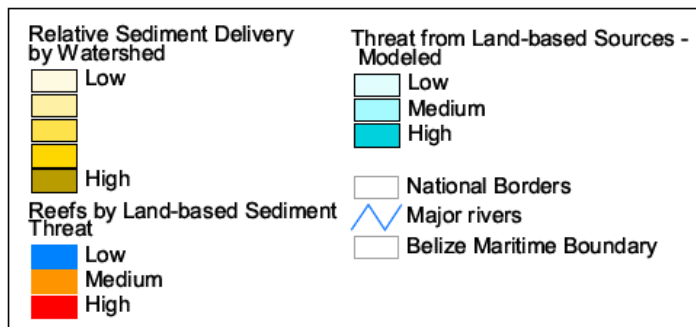 Relative Sediment Delivery
by Watershed
Low
High
Reefs by Land-based Sediment
Threat
Low
Medium
High
Threat from Land-based Sources -
Modeled
Low
Medium
High
National Borders
Major rivers
Belize Maritime Boundary